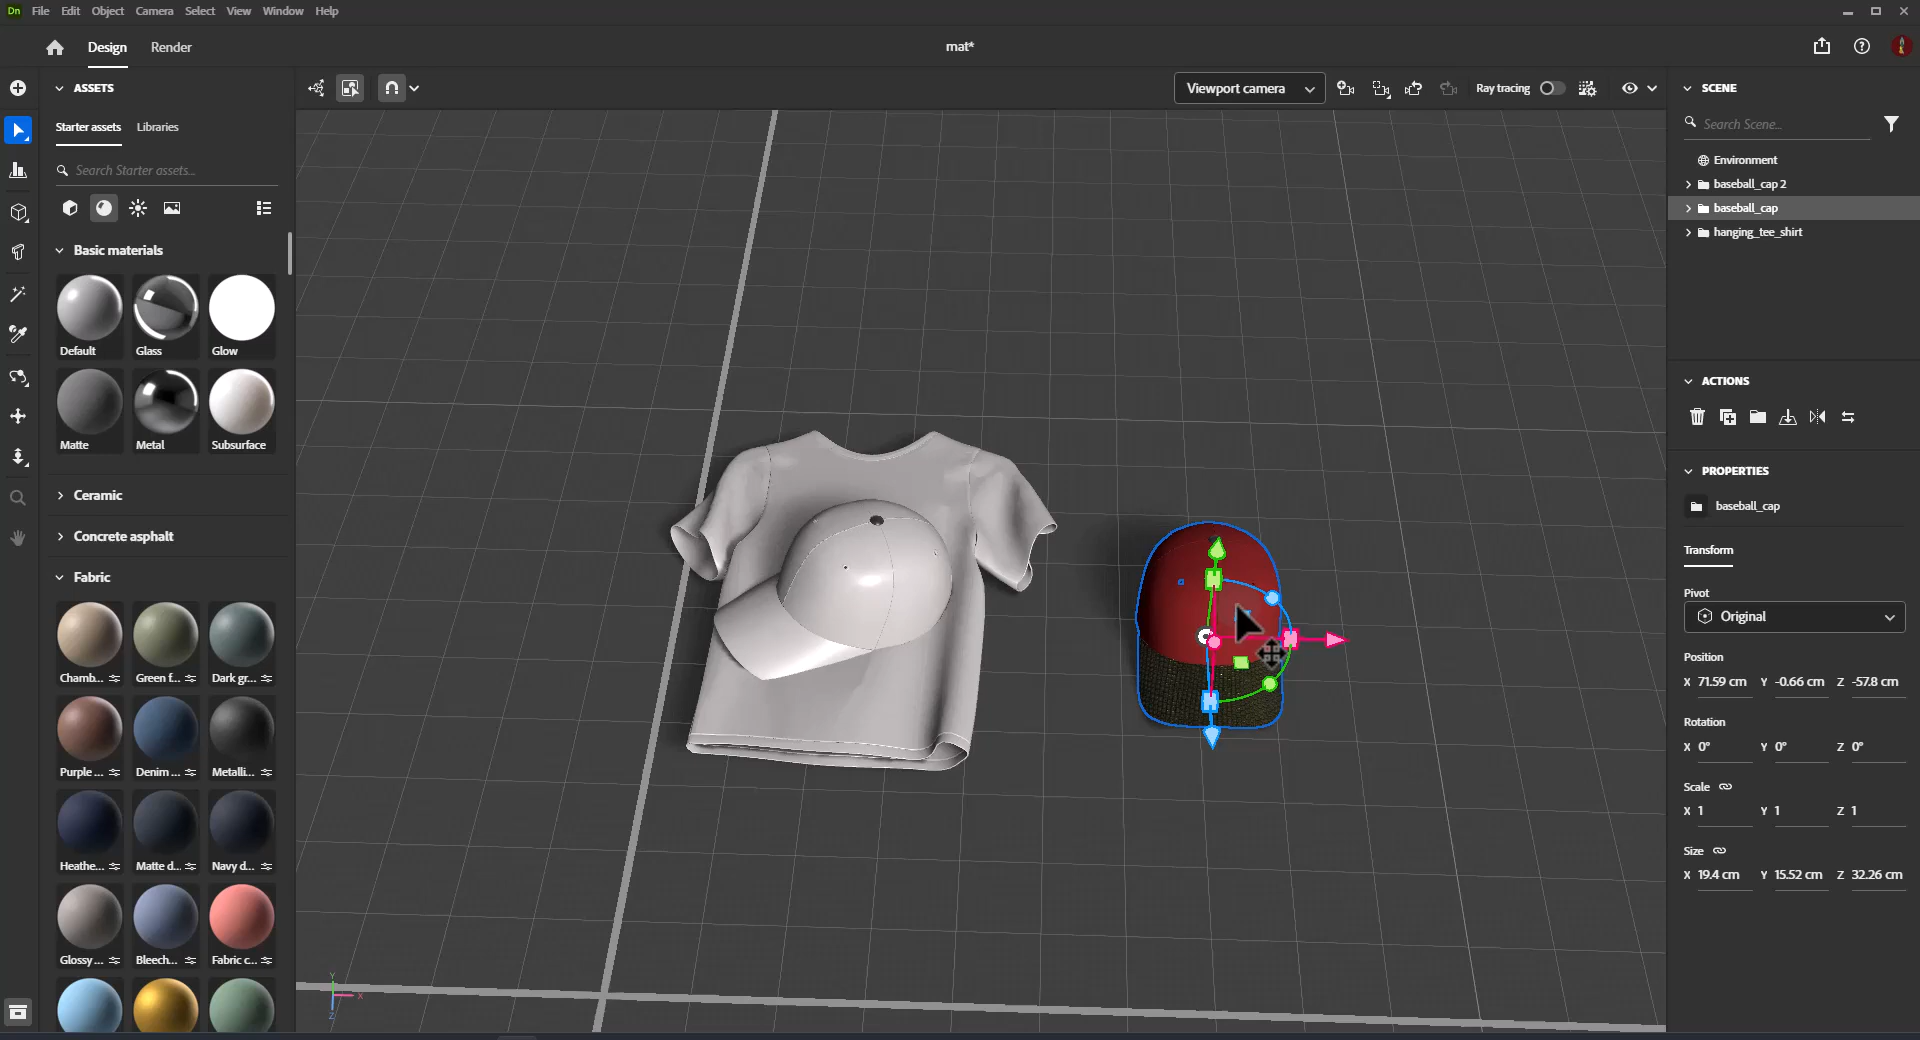 Dn File Edit Object Camera Select View Window Help
Design Render mat*
ASSETS
Starter assets Libraries
Search Starter assets...
Basic materials
Default Glass Glow
Matte Metal Subsurface
Ceramic
Concrete asphalt
Fabric
Chamb... Green f... Dark gr...
Purple ... Denim ... Metalli...
Heathe... Matte d... Navy d...
Glossy ... Bleech... Fabric c...
Viewport camera Ray tracing
Y
X
Z
SCENE
Search Scene...
Environment
baseball_cap 2
baseball_cap
hanging_tee_shirt
ACTIONS
PROPERTIES
baseball_cap
Transform
Pivot
Original
Position
X 71.59 cm Y -0.66 cm Z -57.8 cm
Rotation
X 0° Y 0° Z 0°
Scale
X 1 Y 1 Z 1
Size
X 19.4 cm Y 15.52 cm Z 32.26 cm